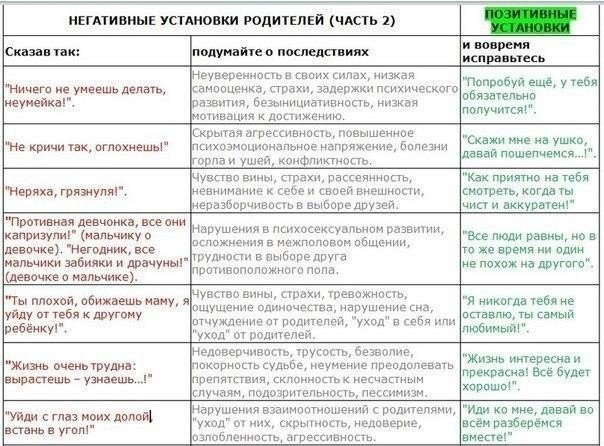 НЕГАТИВНЫЕ УСТАНОВКИ РОДИТЕЛЕЙ (ЧАСТЬ 2)
ПОЗИТИВНЫЕ
УСТАНОВКИ
Сказав так:
подумайте о последствиях
и вовремя
исправьтесь
"Ничего не умеешь делать,
неумейка!".
Неуверенность в своих силах, низкая
самооценка, страхи, задержки психического
развития, безынициативность, низкая
мотивация к достижению.
"Попробуй ещё, у тебя
обязательно
получится!".
"Не кричи так, оглохнешь!"
Скрытая агрессивность, повышенное
психоэмоциональное напряжение, болезни
горла и ушей, конфликтность.
"Скажи мне на ушко,
давай пошепчемся...!".
"Неряха, грязнуля!".
Чувство вины, страхи, рассеянность,
невнимание к себе и своей внешности,
неразборчивость в выборе друзей.
"Как приятно на тебя
смотреть, когда ты
чист и аккуратен!".
"Противная девчонка, все они
капризули!" (мальчику о
девочке). "Негодник, все
мальчики забияки и драчуны!"
(девочке о мальчике).
Нарушения в психосексуальном развитии,
осложнения в межполовом общении,
трудности в выборе друга
противоположного пола.
"Все люди равны, но в
то же время ни один
не похож на другого".
"Ты плохой, обижаешь маму, я
уйду от тебя к другому
ребёнку!".
Чувство вины, страхи, тревожность,
ощущение одиночества, нарушение сна,
отчуждение от родителей, "уход" в себя или
"уход" от родителей.
"Я никогда тебя не
оставлю, ты самый
любимый!".
"Жизнь очень трудна:
вырастешь – узнаешь...!"
Недоверчивость, трусость, безволие,
покорность судьбе, неумение преодолевать
препятствия, склонность к несчастным
случаям, подозрительность, пессимизм.
"Жизнь интересна и
прекрасна! Всё будет
хорошо!".
"Уйди с глаз моих долой,
встань в угол!"
Нарушения взаимоотношений с родителями,
"уход" от них, скрытность, недоверие,
озлобленность, агрессивность.
"Иди ко мне, давай во
всём разберёмся
вместе!"